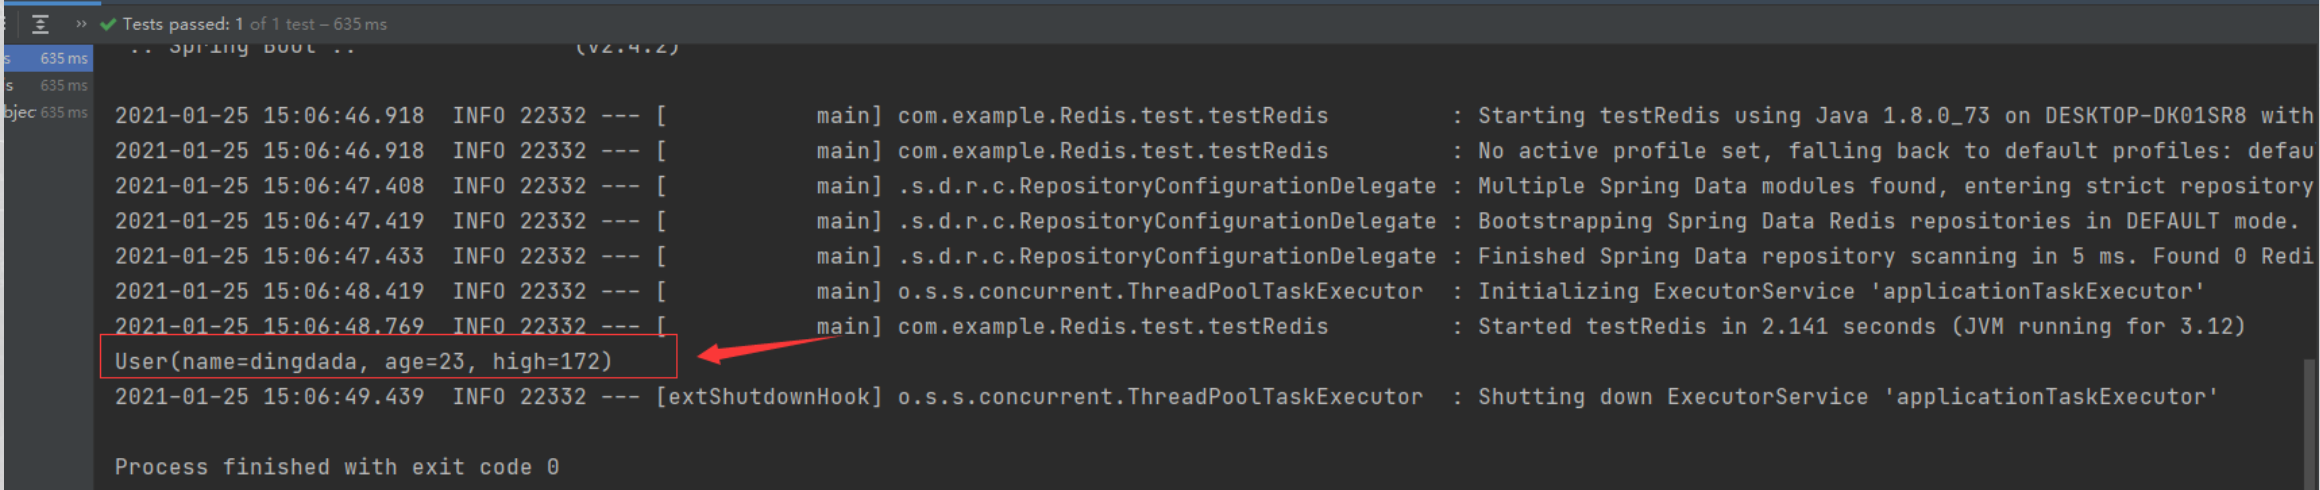 Tests passed: 1 of 1 test – 635 ms
:: Spring Boot :: (v2.4.2)
s 635 ms
s 635 ms
bjec 635 ms
2021-01-25 15:06:46.918  INFO 22332 --- [           main] com.example.Redis.test.testRedis         : Starting testRedis using Java 1.8.0_73 on DESKTOP-DK01SR8 with
2021-01-25 15:06:46.918  INFO 22332 --- [           main] com.example.Redis.test.testRedis         : No active profile set, falling back to default profiles: defau
2021-01-25 15:06:47.408  INFO 22332 --- [           main] .s.d.r.c.RepositoryConfigurationDelegate : Multiple Spring Data modules found, entering strict repository
2021-01-25 15:06:47.419  INFO 22332 --- [           main] .s.d.r.c.RepositoryConfigurationDelegate : Bootstrapping Spring Data Redis repositories in DEFAULT mode.
2021-01-25 15:06:47.433  INFO 22332 --- [           main] .s.d.r.c.RepositoryConfigurationDelegate : Finished Spring Data repository scanning in 5 ms. Found 0 Redi
2021-01-25 15:06:48.419  INFO 22332 --- [           main] o.s.s.concurrent.ThreadPoolTaskExecutor  : Initializing ExecutorService 'applicationTaskExecutor'
2021-01-25 15:06:48.769  INFO 22332 --- [           main] com.example.Redis.test.testRedis         : Started testRedis in 2.141 seconds (JVM running for 3.12)
User(name=dingdada, age=23, high=172)
2021-01-25 15:06:49.439  INFO 22332 --- [extShutdownHook] o.s.s.concurrent.ThreadPoolTaskExecutor  : Shutting down ExecutorService 'applicationTaskExecutor'
Process finished with exit code 0